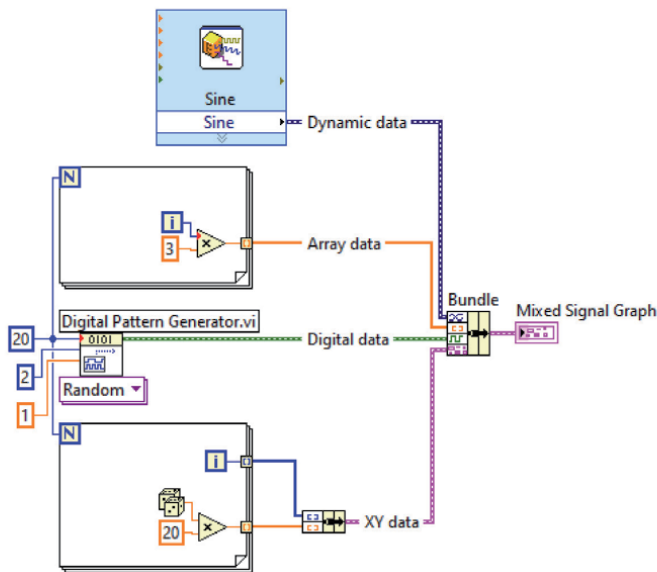 Sine
Sine
Dynamic data
N
i
3
×
Array data
Bundle
Mixed Signal Graph
Digital Pattern Generator.vi
20
0101
Digital data
2
Random
1
N
i
20
×
XY data